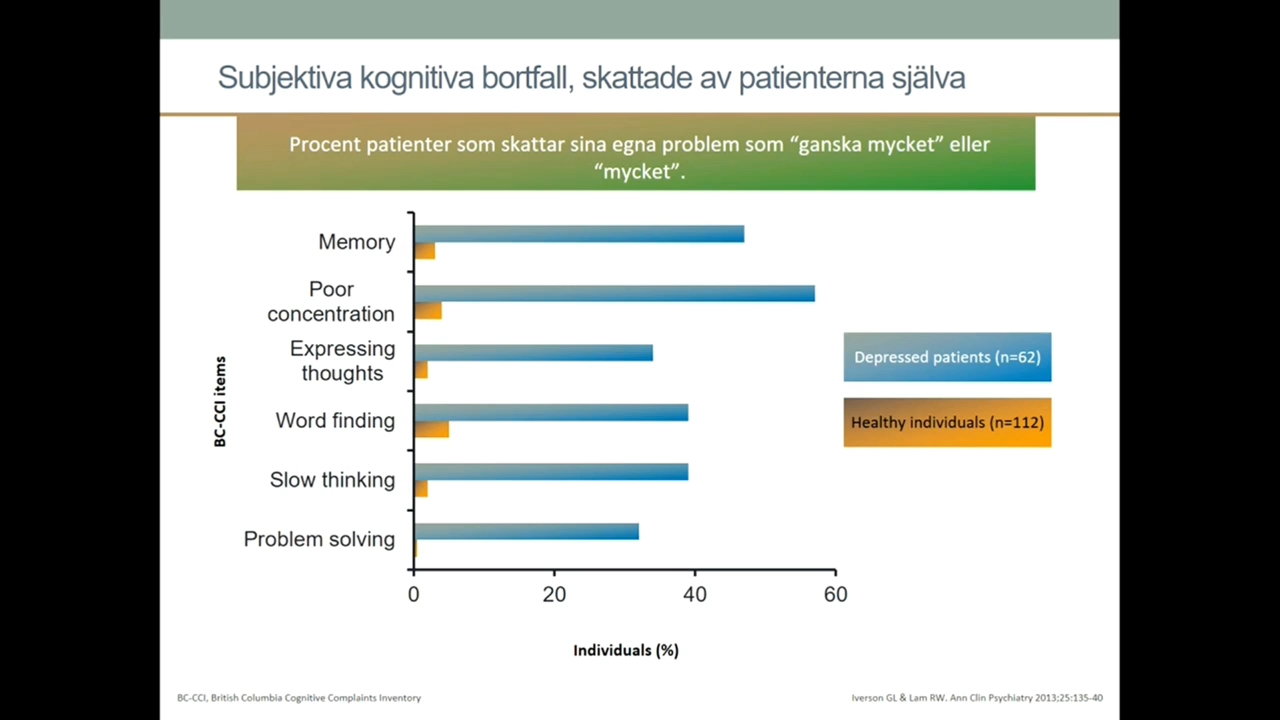 Subjektiva kognitiva bortfall, skattade av patienterna själva
Procent patienter som skattar sina egna problem som “ganska mycket” eller
“mycket”.
Memory
Poor
concentration
Expressing
thoughts
Word finding
Slow thinking
Problem solving
BC-CCI items
0 20 40 60
Individuals (%)
Depressed patients (n=62)
Healthy individuals (n=112)
BC-CCI, British Columbia Cognitive Complaints Inventory
Iverson GL & Lam RW. Ann Clin Psychiatry 2013;25:135-40